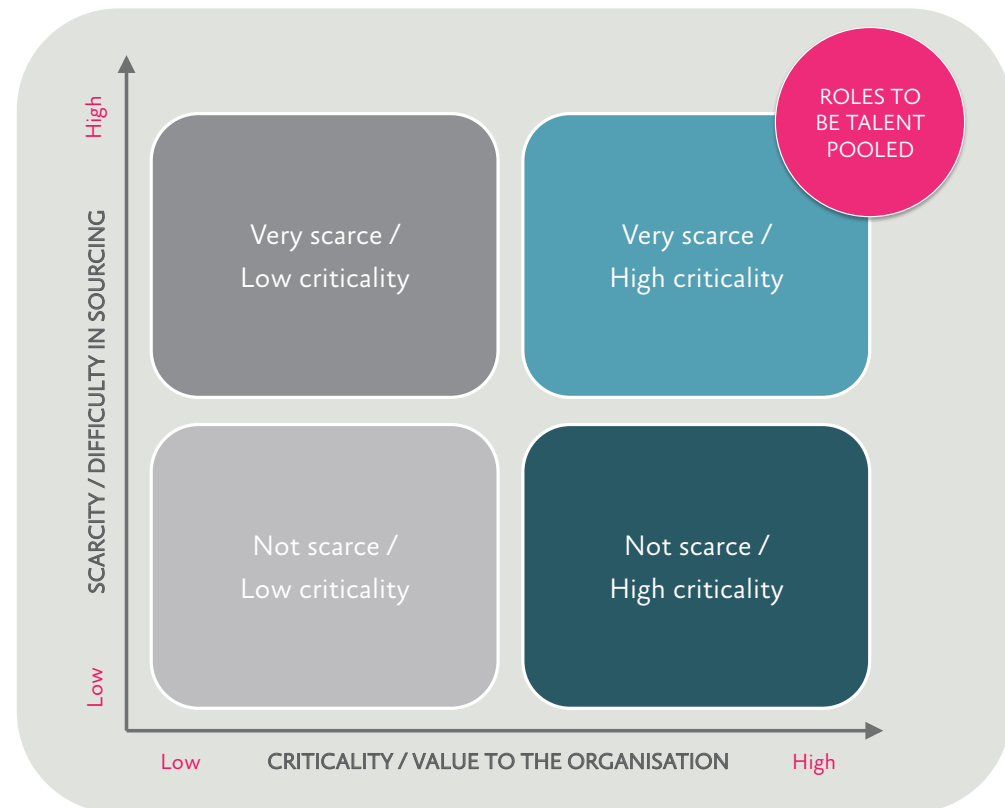 ROLES TO
BE TALENT
POOLED
High
SCARCITY / DIFFICULTY IN SOURCING
Low
Very scarce /
Low criticality
Very scarce /
High criticality
Not scarce /
Low criticality
Not scarce /
High criticality
Low
CRITICALITY / VALUE TO THE ORGANISATION
High